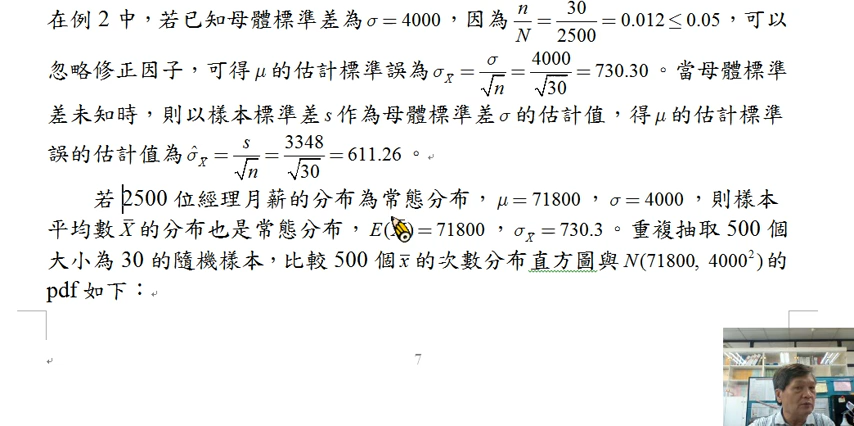 在例 2 中，若已知母體標準差為 σ = 4000，因為 n/N = 30/2500 = 0.012 ≤ 0.05，可以
忽略修正因子，可得 μ 的估計標準誤為 σ_X̄ = σ/√n = 4000/√30 = 730.30。當母體標準
差未知時，則以樣本標準差 s 作為母體標準差 σ 的估計值，得 μ 的估計標準
誤的估計值為 σ̂_X̄ = s/√n = 3348/√30 = 611.26。
若 2500 位經理月薪的分布為常態分布，μ = 71800，σ = 4000，則樣本
平均數 X̄ 的分布也是常態分布，E( ) = 71800，σ_X̄ = 730.3。重複抽取 500 個
大小為 30 的隨機樣本，比較 500 個 x̄ 的次數分布直方圖與 N(71800, 4000²) 的
pdf 如下：
7